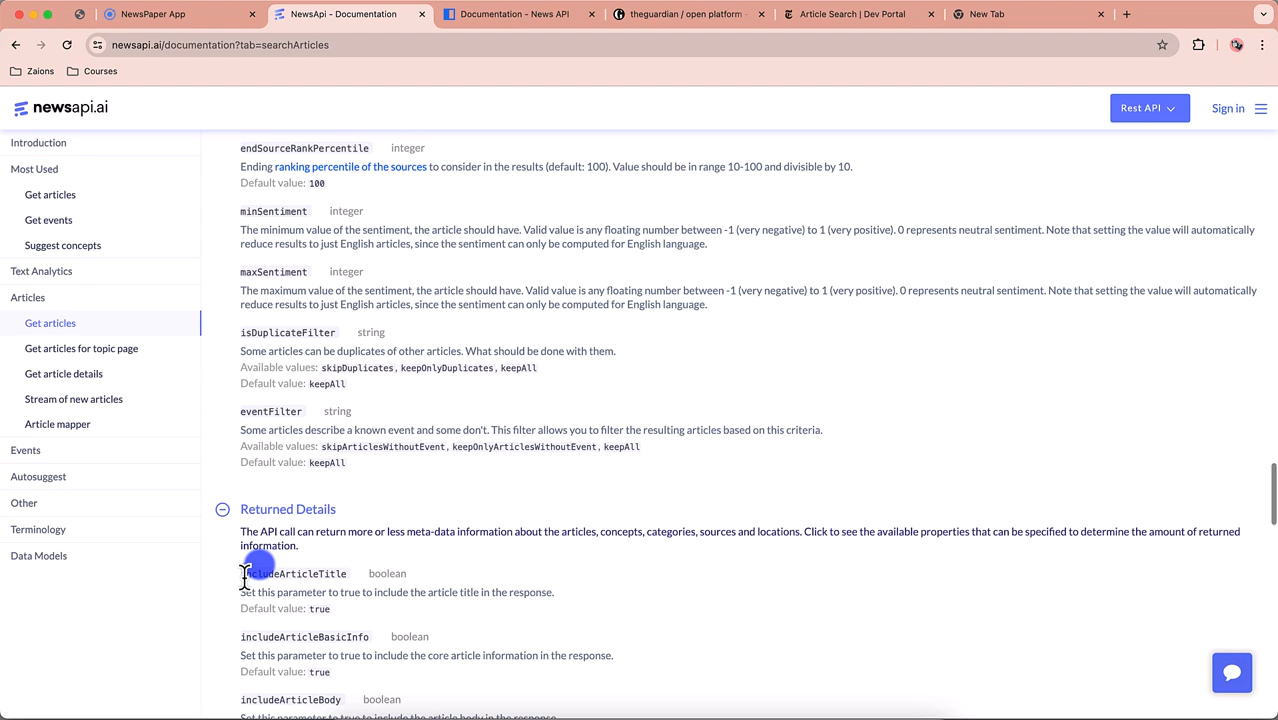 NewsPaper App
NewsApi - Documentation
Documentation - News API
theguardian / open platform -
Article Search | Dev Portal
New Tab
newsapi.ai/documentation?tab=searchArticles
Zaions
Courses
newsapi.ai
Rest API
Sign in
Introduction
Most Used
Get articles
Get events
Suggest concepts
Text Analytics
Articles
Get articles
Get articles for topic page
Get article details
Stream of new articles
Article mapper
Events
Autosuggest
Other
Terminology
Data Models
endSourceRankPercentile integer
Ending ranking percentile of the sources to consider in the results (default: 100). Value should be in range 10-100 and divisible by 10.
Default value: 100
minSentiment integer
The minimum value of the sentiment, the article should have. Valid value is any floating number between -1 (very negative) to 1 (very positive). 0 represents neutral sentiment. Note that setting the value will automatically
reduce results to just English articles, since the sentiment can only be computed for English language.
maxSentiment integer
The maximum value of the sentiment, the article should have. Valid value is any floating number between -1 (very negative) to 1 (very positive). 0 represents neutral sentiment. Note that setting the value will automatically
reduce results to just English articles, since the sentiment can only be computed for English language.
isDuplicateFilter string
Some articles can be duplicates of other articles. What should be done with them.
Available values: skipDuplicates, keepOnlyDuplicates, keepAll
Default value: keepAll
eventFilter string
Some articles describe a known event and some don't. This filter allows you to filter the resulting articles based on this criteria.
Available values: skipArticlesWithoutEvent, keepOnlyArticlesWithoutEvent, keepAll
Default value: keepAll
Returned Details
The API call can return more or less meta-data information about the articles, concepts, categories, sources and locations. Click to see the available properties that can be specified to determine the amount of returned
information.
includeArticleTitle boolean
Set this parameter to true to include the article title in the response.
Default value: true
includeArticleBasicInfo boolean
Set this parameter to true to include the core article information in the response.
Default value: true
includeArticleBody boolean
Set this parameter to true to include the article body in the response.